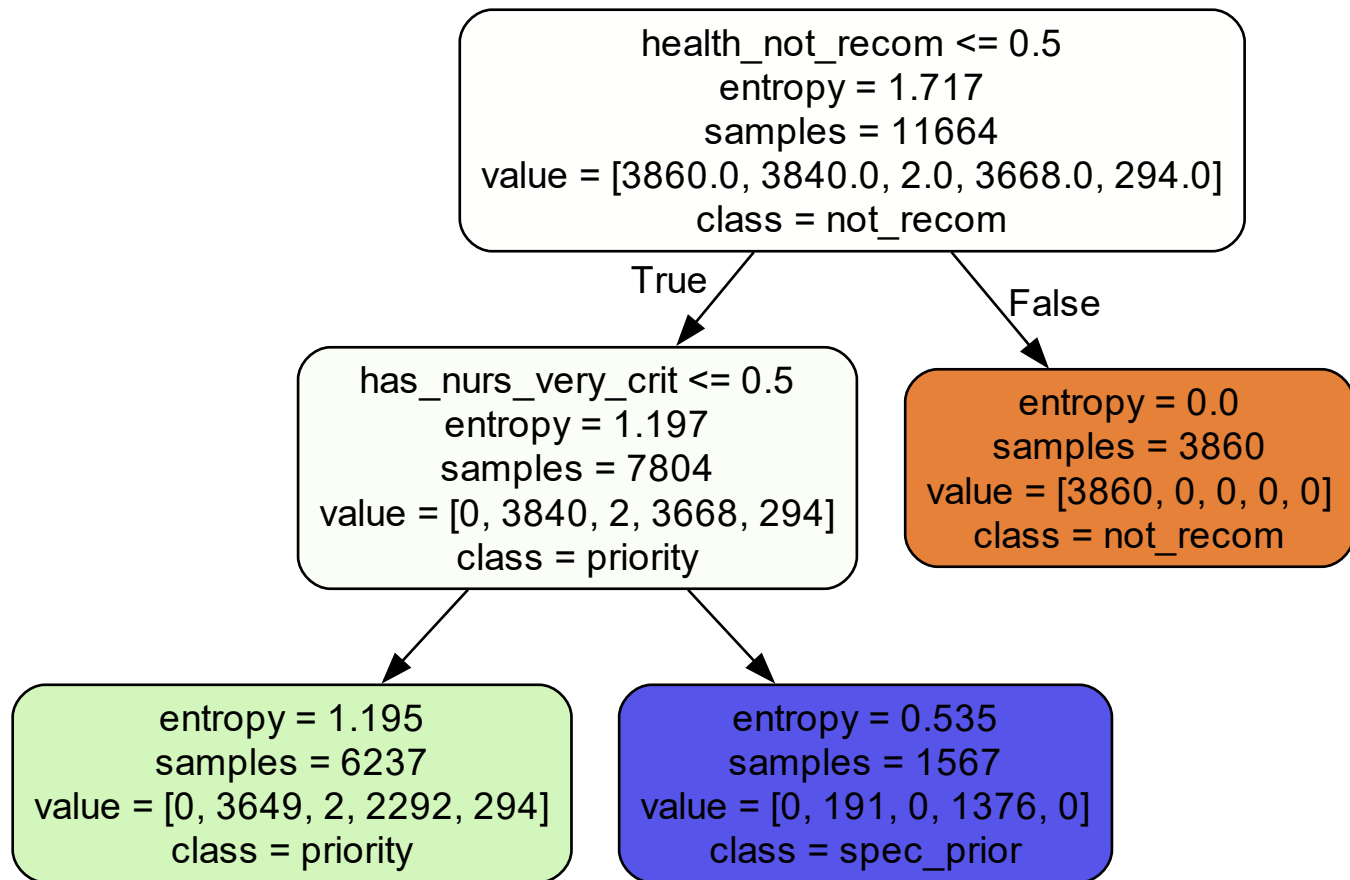 health_not_recom <= 0.5
entropy = 1.717
samples = 11664
value = [3860.0, 3840.0, 2.0, 3668.0, 294.0]
class = not_recom
True
False
has_nurs_very_crit <= 0.5
entropy = 1.197
samples = 7804
value = [0, 3840, 2, 3668, 294]
class = priority
entropy = 0.0
samples = 3860
value = [3860, 0, 0, 0, 0]
class = not_recom
entropy = 1.195
samples = 6237
value = [0, 3649, 2, 2292, 294]
class = priority
entropy = 0.535
samples = 1567
value = [0, 191, 0, 1376, 0]
class = spec_prior